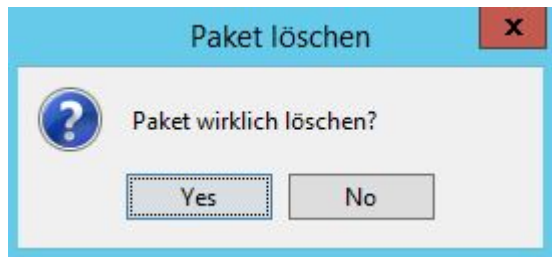 Paket löschen
x
Paket wirklich löschen?
Yes
No